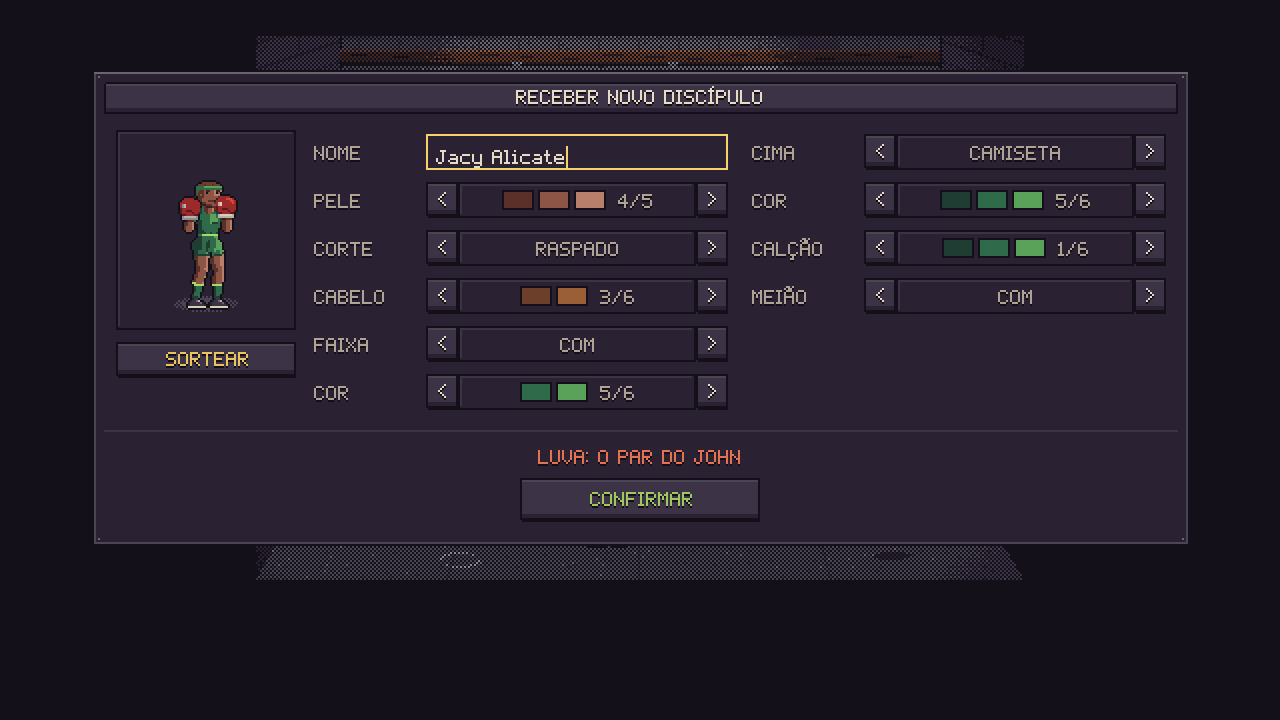 RECEBER NOVO DISCÍPULO
NOME
Jacy Alicate
PELE
< 4/5 >
CORTE
< RASPADO >
CABELO
< 3/6 >
FAIXA
< COM >
COR
< 5/6 >
CIMA
< CAMISETA >
COR
< 5/6 >
CALÇÃO
< 1/6 >
MEIÃO
< COM >
SORTEAR
LUVA: O PAR DO JOHN
CONFIRMAR